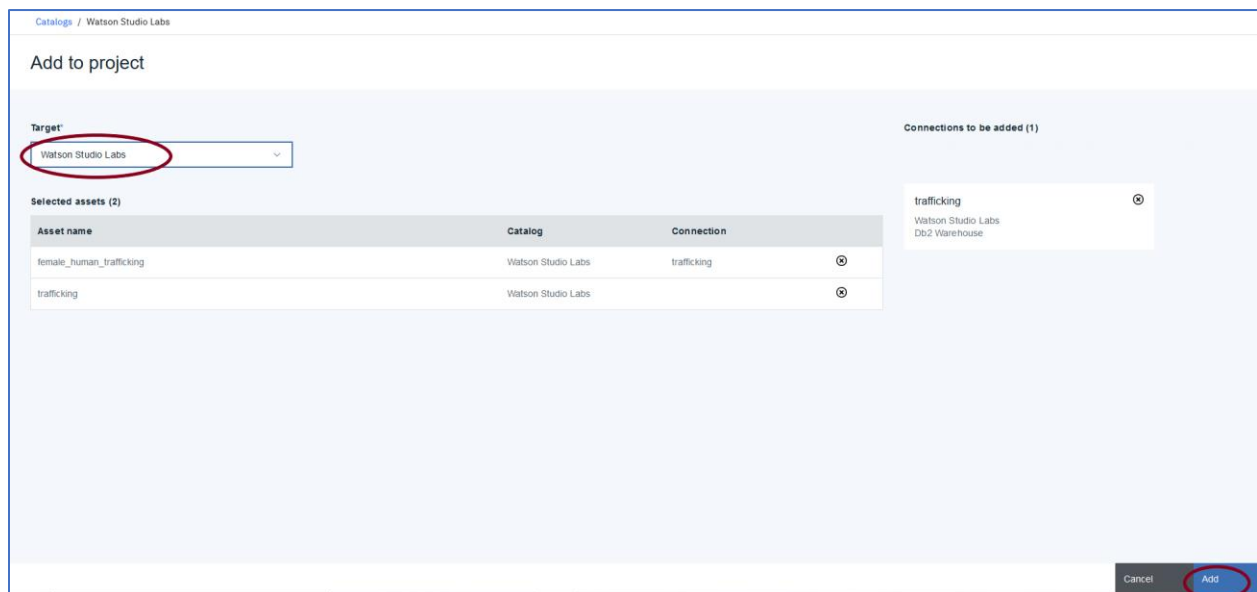 Catalogs / Watson Studio Labs
Add to project
Target*
Watson Studio Labs
Connections to be added (1)
Selected assets (2)
Asset name Catalog Connection
female_human_trafficking Watson Studio Labs trafficking
trafficking Watson Studio Labs
trafficking
Watson Studio Labs
Db2 Warehouse
Cancel Add